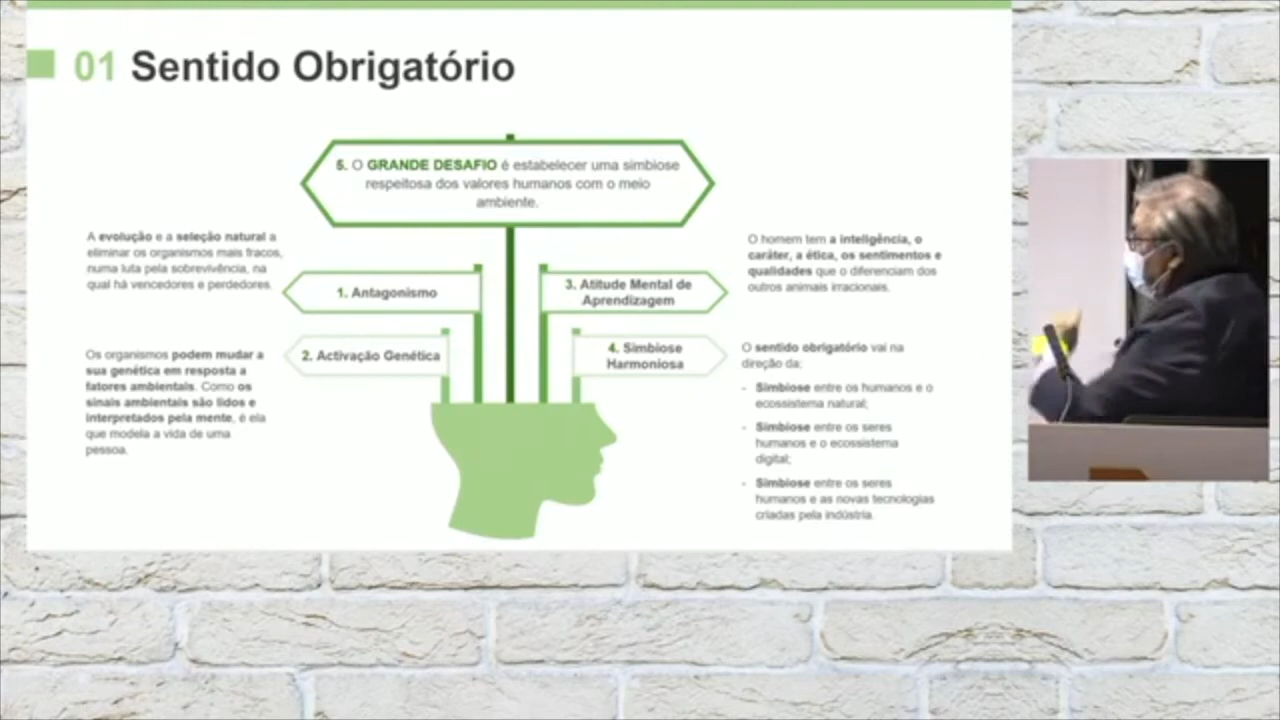 01 Sentido Obrigatório
5. O GRANDE DESAFIO é estabelecer uma simbiose
respeitosa dos valores humanos com o meio
ambiente.
A evolução e a seleção natural a
eliminar os organismos mais fracos,
numa luta pela sobrevivência, na
qual há vencedores e perdedores.
1. Antagonismo
3. Atitude Mental de
Aprendizagem
O homem tem a inteligência, o
caráter, a ética, os sentimentos e
qualidades que o diferenciam dos
outros animais irracionais.
Os organismos podem mudar a
sua genética em resposta a
fatores ambientais. Como os
sinais ambientais são lidos e
interpretados pela mente, é ela
que modela a vida de uma
pessoa.
2. Activação Genética
4. Simbiose
Harmoniosa
O sentido obrigatório vai na
direção da:
- Simbiose entre os humanos e o
ecossistema natural;
- Simbiose entre os seres
humanos e o ecossistema
digital;
- Simbiose entre os seres
humanos e as novas tecnologias
criadas pela indústria.